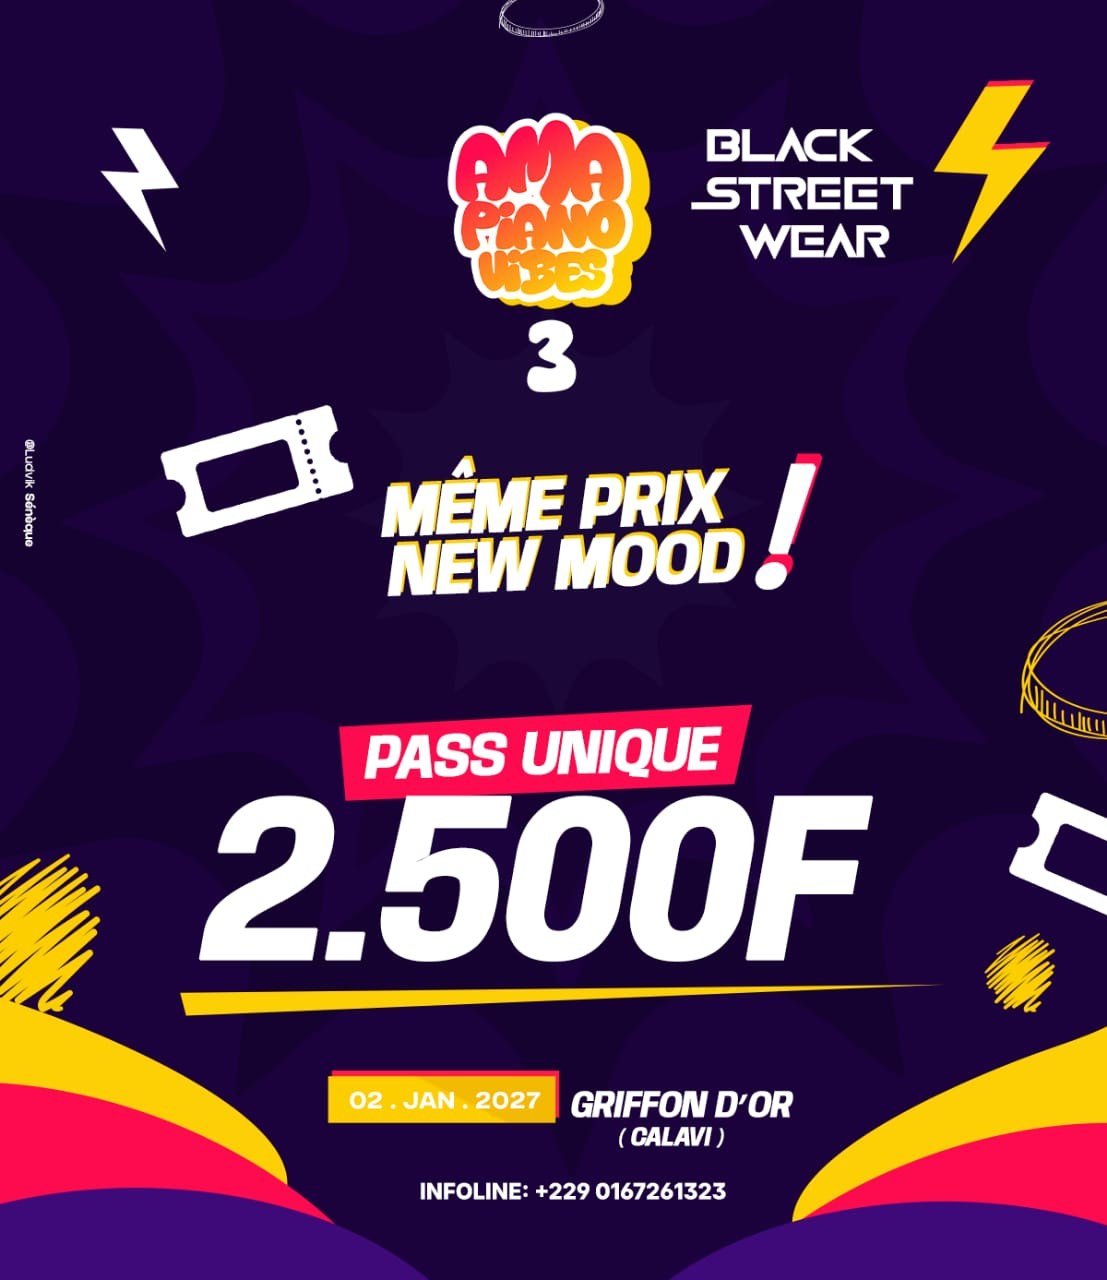 AMA
PIANO
VIBES
3
BLACK
STREET
WEAR
@Ludvik Sénèque
MÊME PRIX
NEW MOOD!
PASS UNIQUE
2.500F
02 . JAN . 2027
GRIFFON D'OR
( CALAVI )
INFOLINE: +229 0167261323